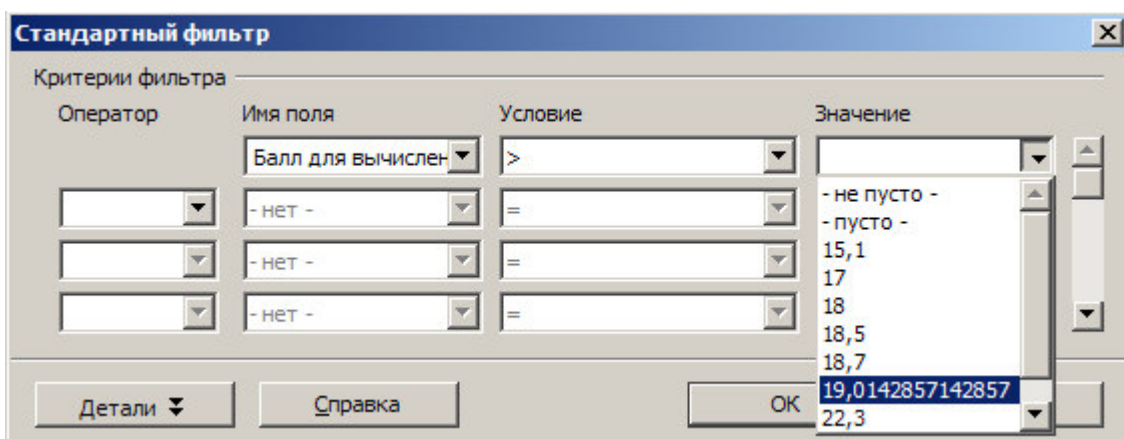 Стандартный фильтр
Критерии фильтра
Оператор Имя поля Условие Значение
Балл для вычислен >
- нет - =
- нет - =
- нет - =
- не пусто -
- пусто -
15,1
17
18
18,5
18,7
19,0142857142857
22,3
Детали Справка ОК